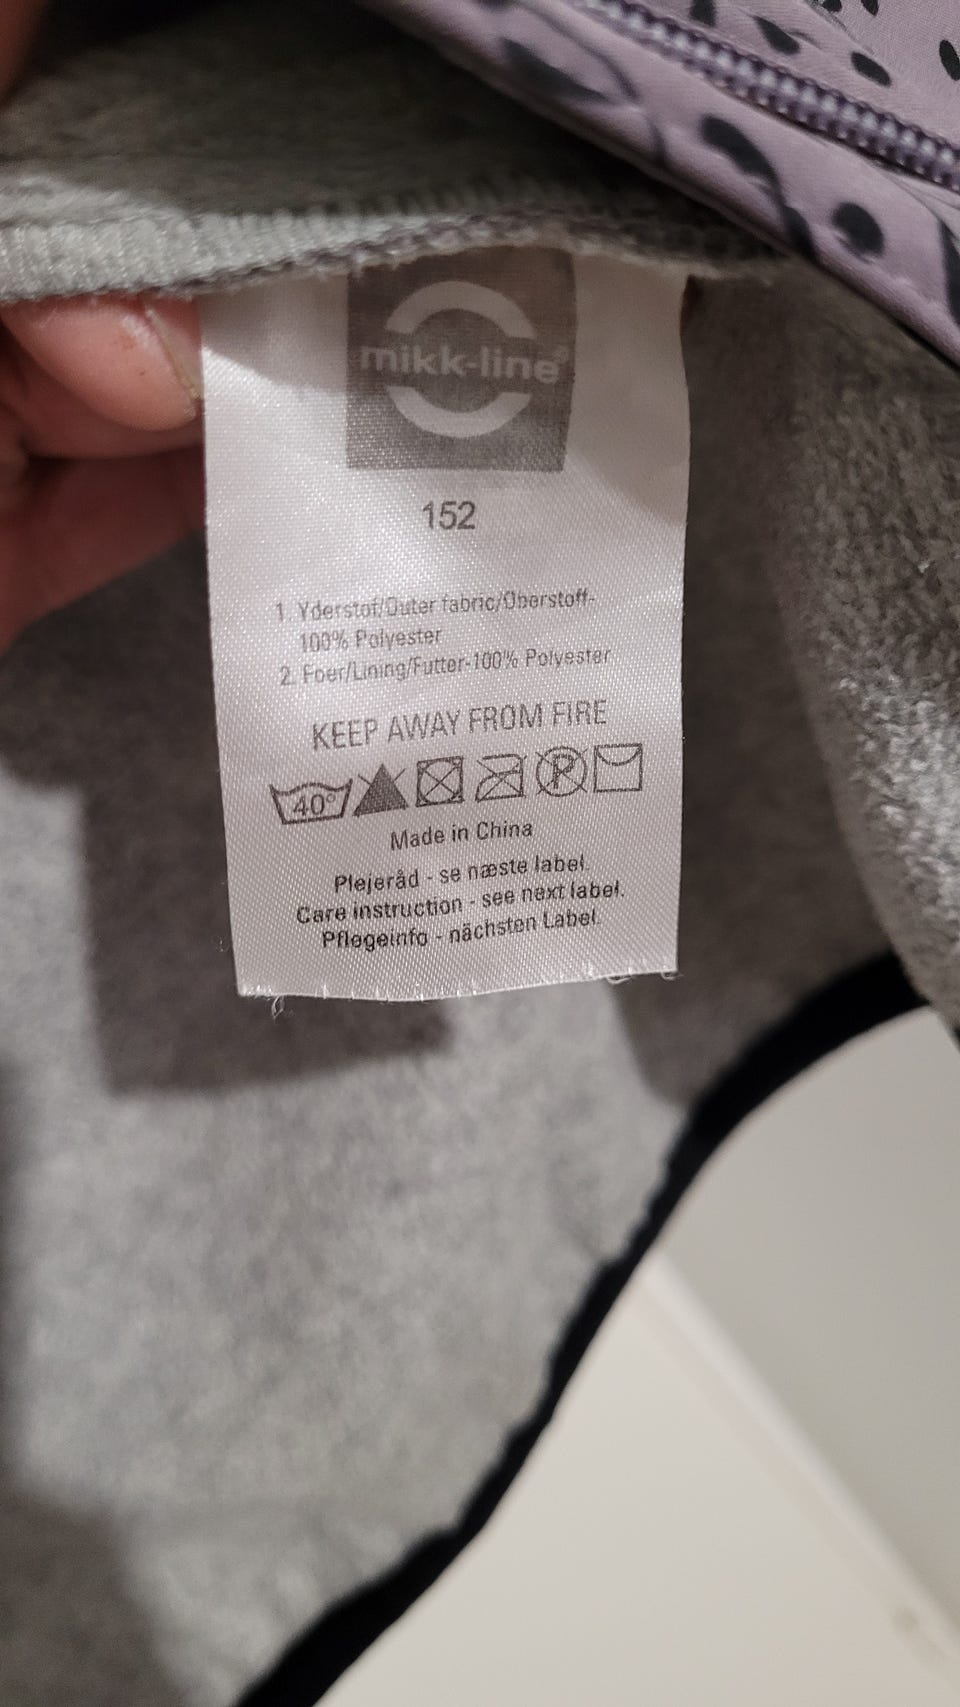 mikk-line®
152
1. Yderstof/Outer fabric/Oberstoff-
100% Polyester
2. Foer/Lining/Futter-100% Polyester
KEEP AWAY FROM FIRE
40° P
Made in China
Plejeråd - se næste label.
Care instruction - see next label.
Pflegeinfo - nächsten Label.